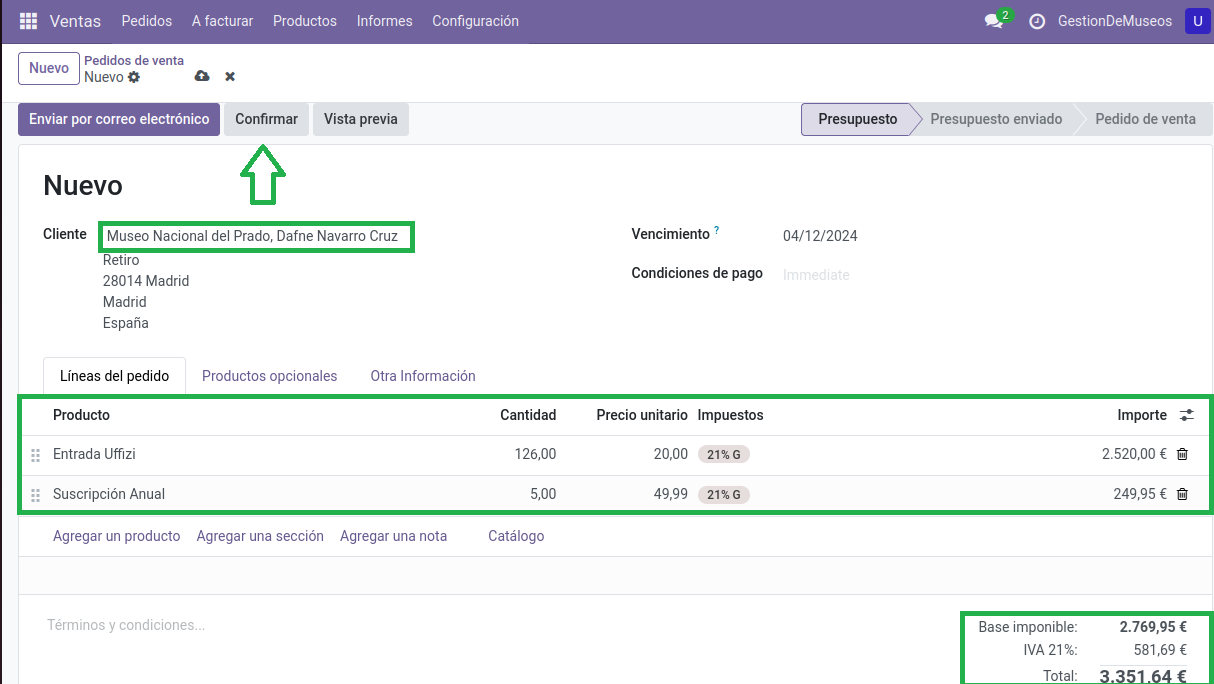 Ventas Pedidos A facturar Productos Informes Configuración 2 GestionDeMuseos U
Nuevo Pedidos de venta
Nuevo
Enviar por correo electrónico Confirmar Vista previa Presupuesto Presupuesto enviado Pedido de venta
Nuevo
Cliente Museo Nacional del Prado, Dafne Navarro Cruz Vencimiento ? 04/12/2024
Retiro
28014 Madrid Condiciones de pago Immediate
Madrid
España
Líneas del pedido Productos opcionales Otra Información
Producto Cantidad Precio unitario Impuestos Importe
Entrada Uffizi 126,00 20,00 21% G 2.520,00 €
Suscripción Anual 5,00 49,99 21% G 249,95 €
Agregar un producto Agregar una sección Agregar una nota Catálogo
Términos y condiciones... Base imponible: 2.769,95 €
IVA 21%: 581,69 €
Total: 3.351,64 €